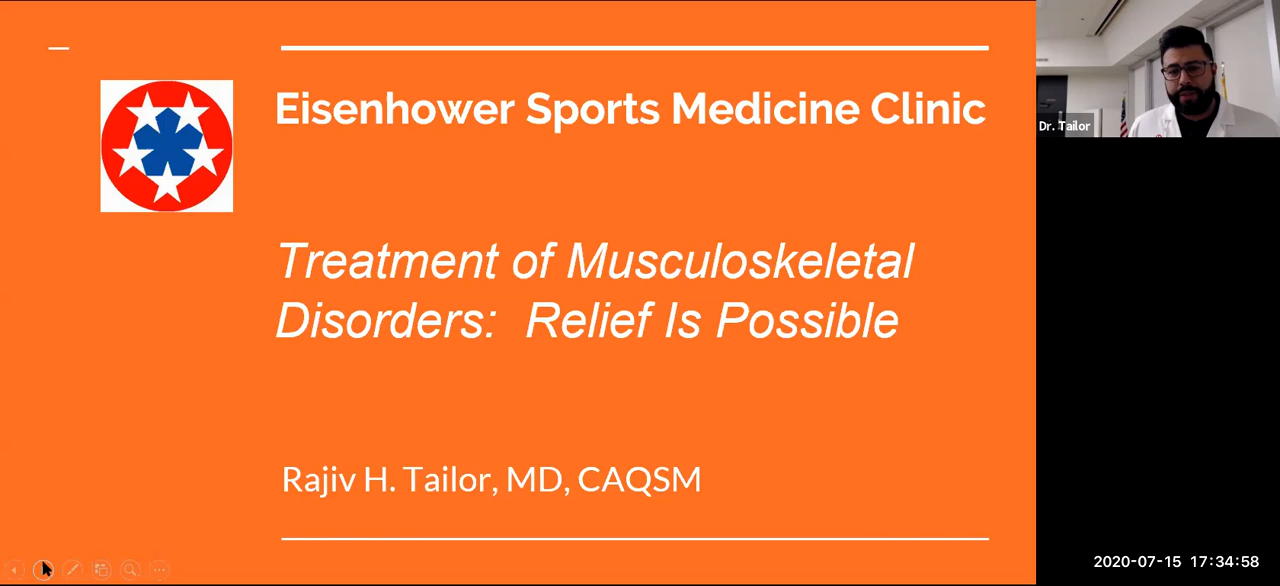 Eisenhower Sports Medicine Clinic
Treatment of Musculoskeletal
Disorders: Relief Is Possible
Rajiv H. Tailor, MD, CAQSM
Dr. Tailor
2020-07-15 17:34:58